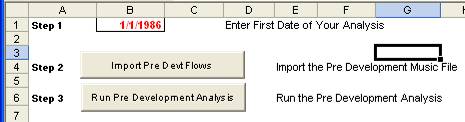 A B C D E F G
1 Step 1 1/1/1986 Enter First Date of Your Analysis
2
3
4 Step 2 Import Pre Devt Flows Import the Pre Development Music File
5
6 Step 3 Run Pre Development Analysis Run the Pre Development Analysis
7
8